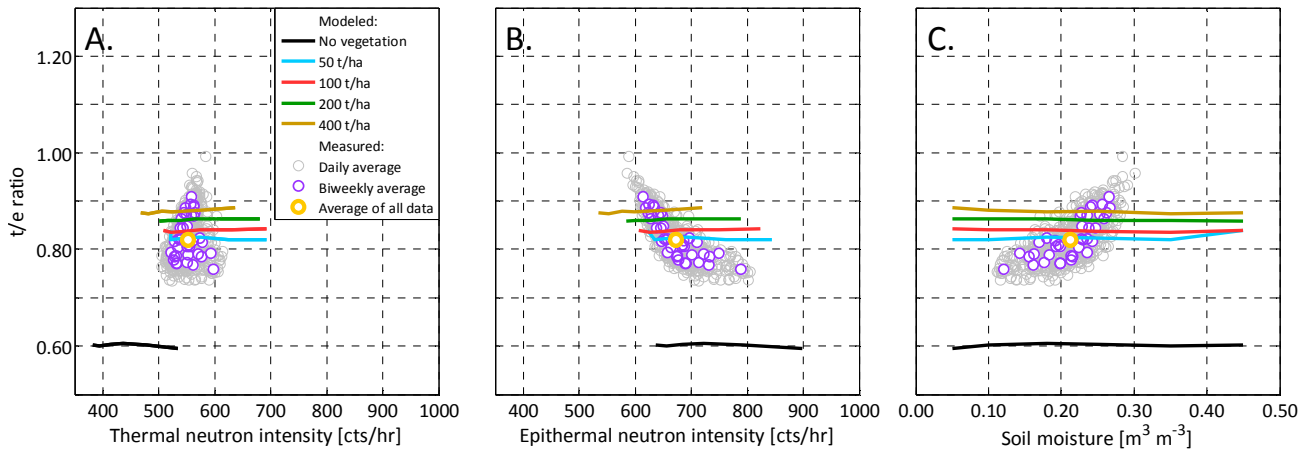 A.
B.
C.
Modeled:
No vegetation
50 t/ha
100 t/ha
200 t/ha
400 t/ha
Measured:
Daily average
Biweekly average
Average of all data
t/e ratio
1.20
1.00
0.80
0.60
400 500 600 700 800 900 1000
Thermal neutron intensity [cts/hr]
400 500 600 700 800 900 1000
Epithermal neutron intensity [cts/hr]
0.00 0.10 0.20 0.30 0.40 0.50
Soil moisture [m³ m⁻³]